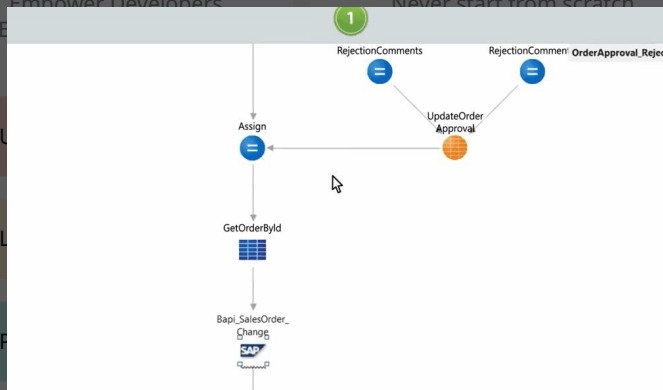 Empower Developers
Never start from scratch
1
RejectionComments
RejectionComment
OrderApproval_Rejec
UpdateOrder
Approval
Assign
GetOrderById
Bapi_SalesOrder_
Change
SAP